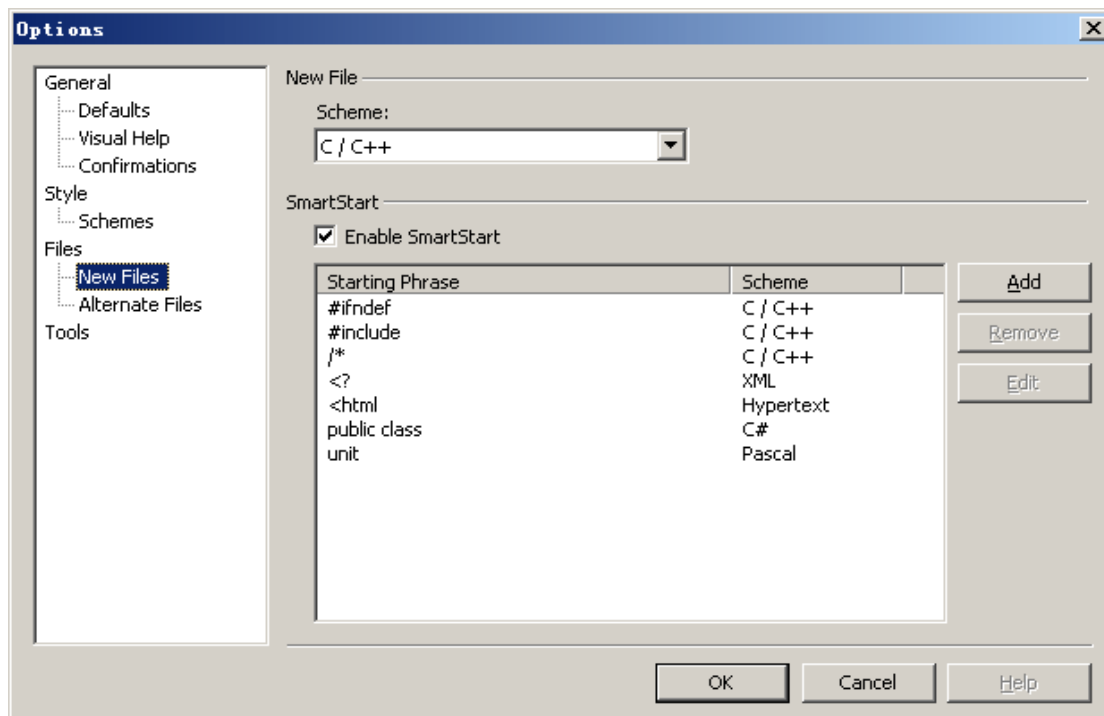 Options
General
Defaults
Visual Help
Confirmations
Style
Schemes
Files
New Files
Alternate Files
Tools
New File
Scheme:
C / C++
SmartStart
Enable SmartStart
Starting Phrase Scheme
#ifndef C / C++
#include C / C++
/* C / C++
<? XML
<html Hypertext
public class C#
unit Pascal
Add
Remove
Edit
OK Cancel Help